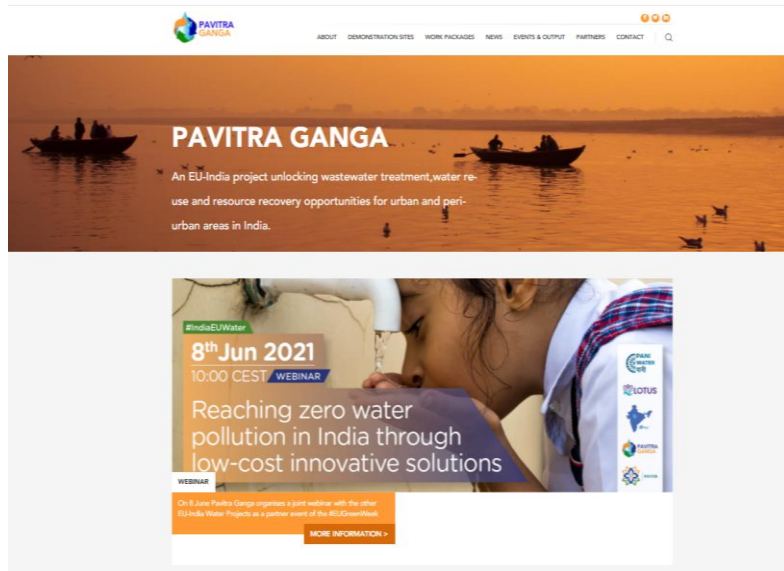 PAVITRA
GANGA
ABOUT DEMONSTRATION SITES WORK PACKAGES NEWS EVENTS & OUTPUT PARTNERS CONTACT
PAVITRA GANGA
An EU-India project unlocking wastewater treatment,water re-
use and resource recovery opportunities for urban and peri-
urban areas in India.
#IndiaEUWater
8th Jun 2021
10:00 CEST WEBINAR
Reaching zero water
pollution in India through
low-cost innovative solutions
PANI
WATER
LOTUS
PAVITRA
GANGA
WEBINAR
On 8 June Pavitra Ganga organises a joint webinar with the other
EU-India Water Projects as a partner event of the #EUGreenWeek
MORE INFORMATION >